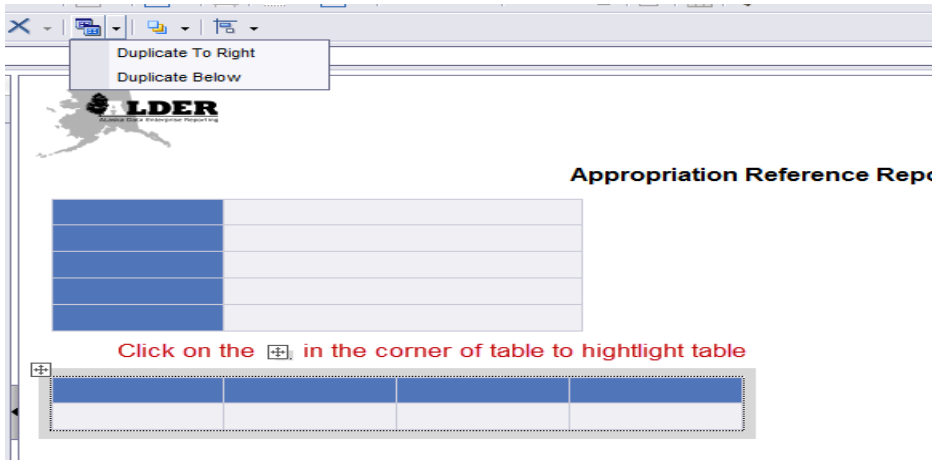 Duplicate To Right
Duplicate Below
ALDER
Alaska Data Enterprise Reporting
Appropriation Reference Repo
Click on the in the corner of table to hightlight table